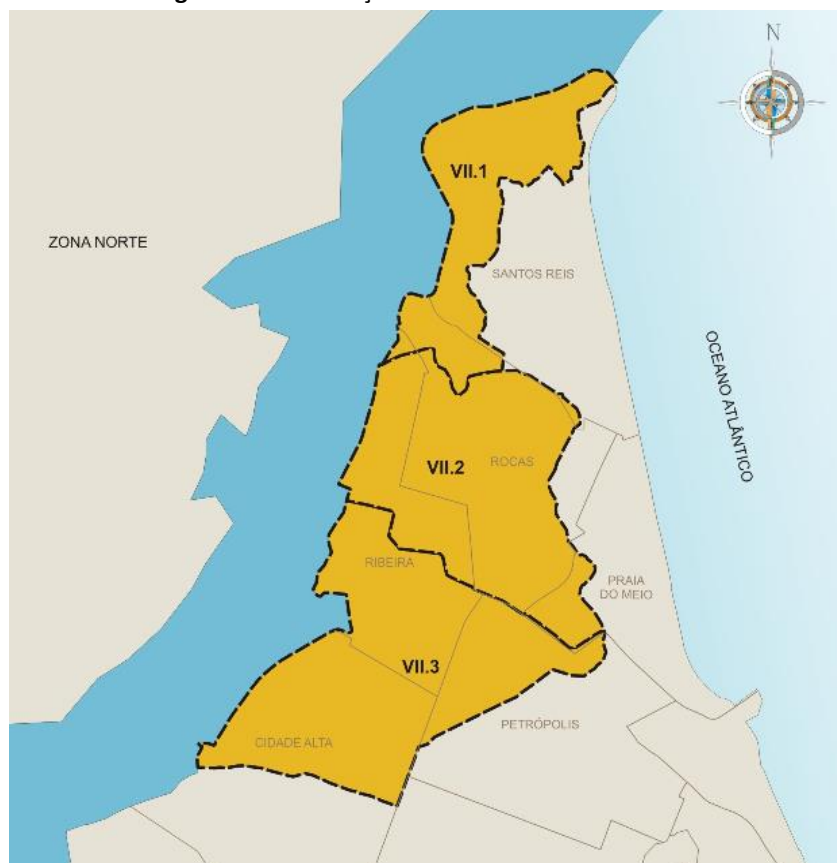 N
VII.1
ZONA NORTE
SANTOS REIS
OCEANO ATLÂNTICO
VII.2
ROCAS
RIBEIRA
PRAIA
DO MEIO
VII.3
PETRÓPOLIS
CIDADE ALTA